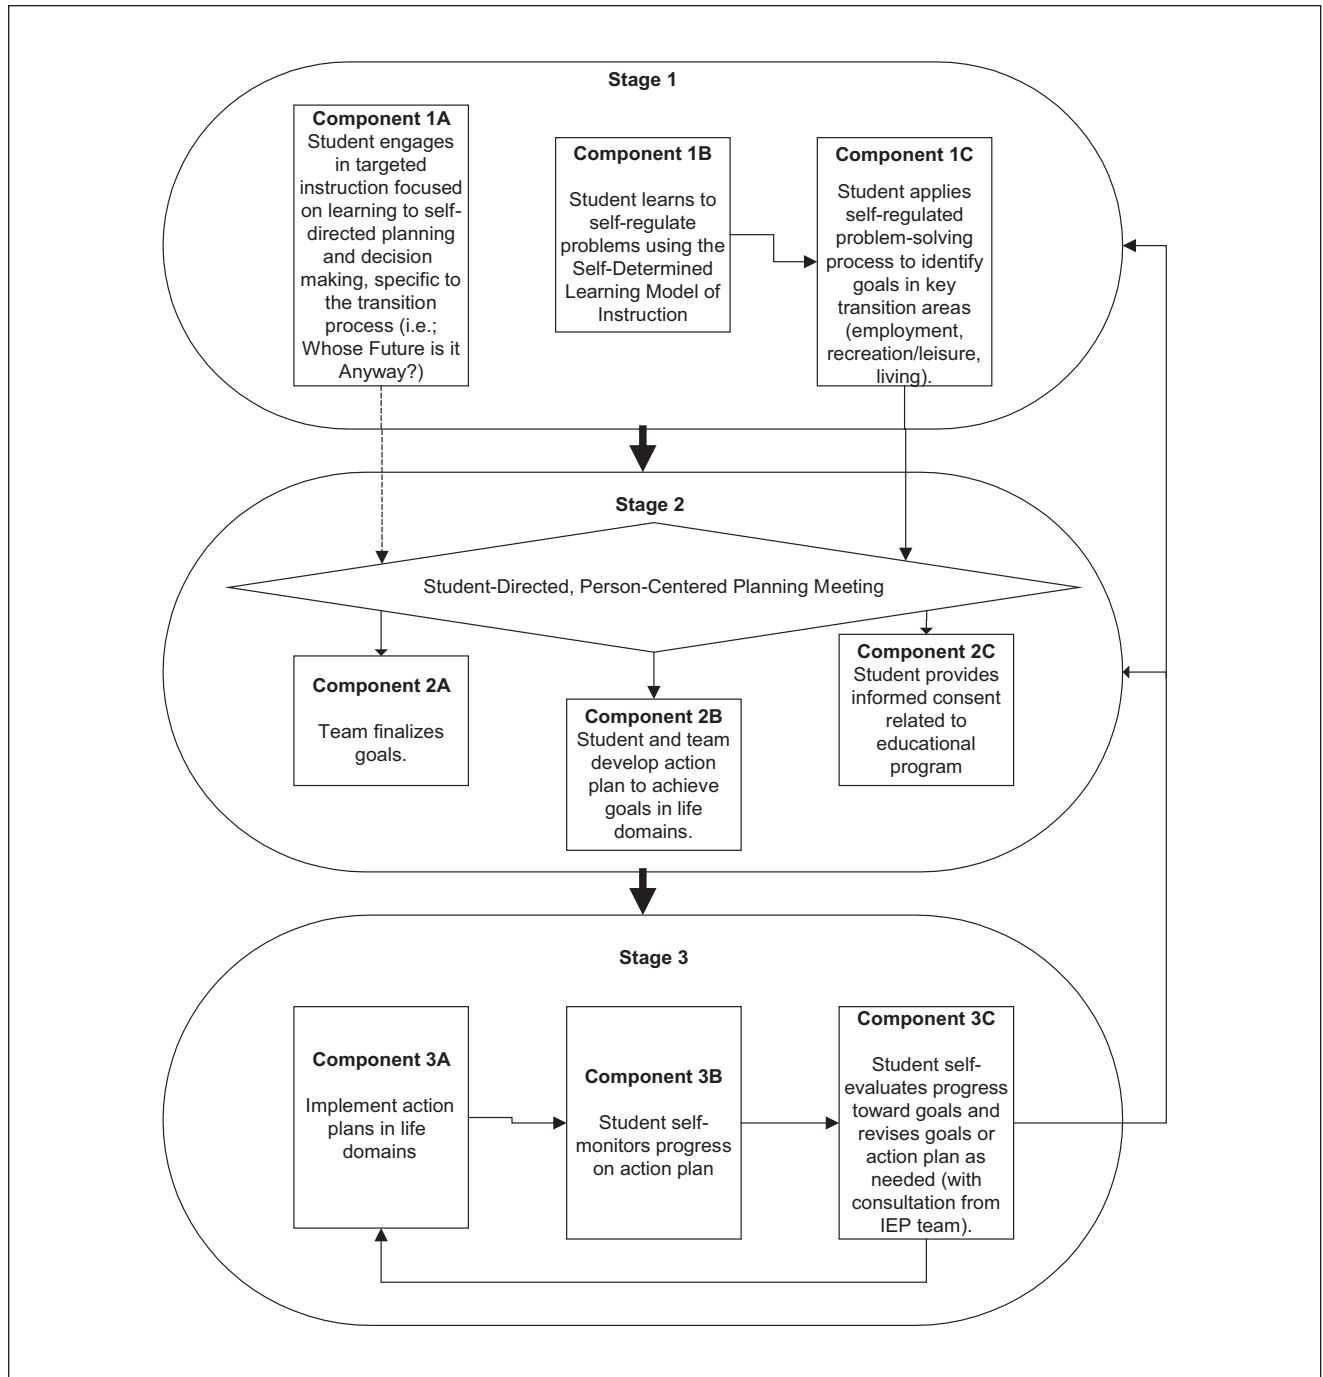 Stage 1
Component 1A
Student engages
in targeted
instruction focused
on learning to self-
directed planning
and decision
making, specific to
the transition
process (i.e.;
Whose Future is it
Anyway?)
Component 1B
Student learns to
self-regulate
problems using the
Self-Determined
Learning Model of
Instruction
Component 1C
Student applies
self-regulated
problem-solving
process to identify
goals in key
transition areas
(employment,
recreation/leisure,
living).
Stage 2
Student-Directed, Person-Centered Planning Meeting
Component 2A
Team finalizes
goals.
Component 2B
Student and team
develop action
plan to achieve
goals in life
domains.
Component 2C
Student provides
informed consent
related to
educational
program
Stage 3
Component 3A
Implement action
plans in life
domains
Component 3B
Student self-
monitors progress
on action plan
Component 3C
Student self-
evaluates progress
toward goals and
revises goals or
action plan as
needed (with
consultation from
IEP team).